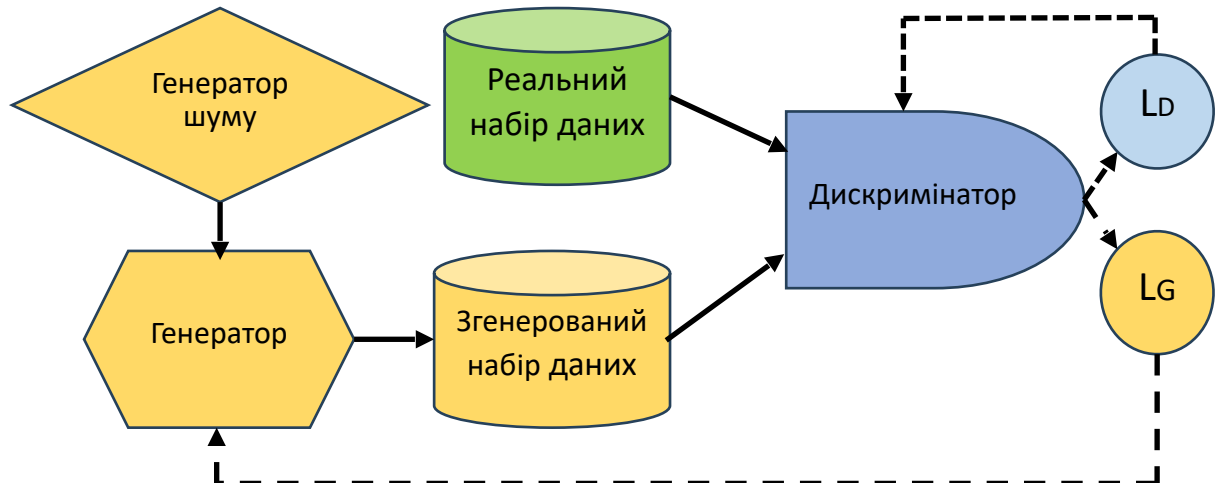 Генератор
шуму
Реальний
набір даних
LD
Дискримінатор
LG
Генератор
Згенерований
набір даних